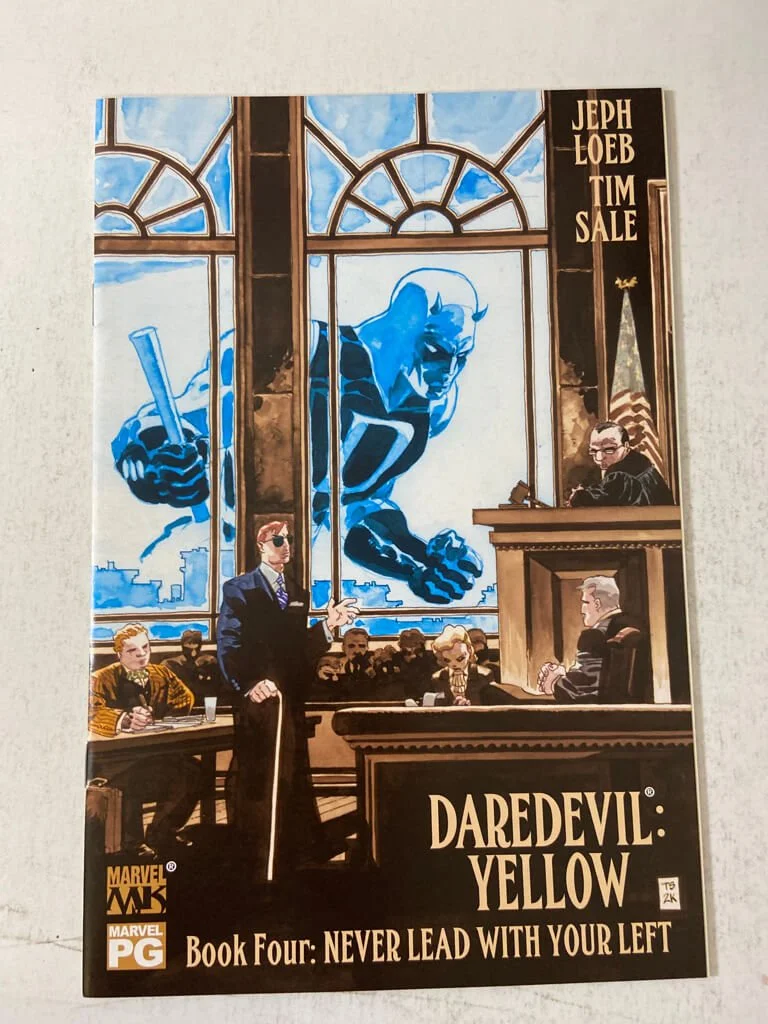 JEPH
LOEB
TIM
SALE
DAREDEVIL®:
YELLOW
TS
2K
MARVEL®
M.K.
MARVEL
PG
Book Four: NEVER LEAD WITH YOUR LEFT